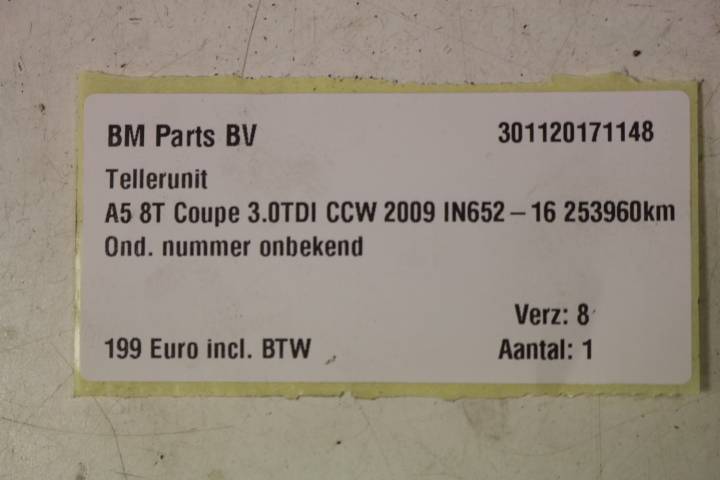 BM Parts BV 301120171148
Tellerunit
A5 8T Coupe 3.0TDI CCW 2009 IN652 – 16 253960km
Ond. nummer onbekend
Verz: 8
199 Euro incl. BTW Aantal: 1